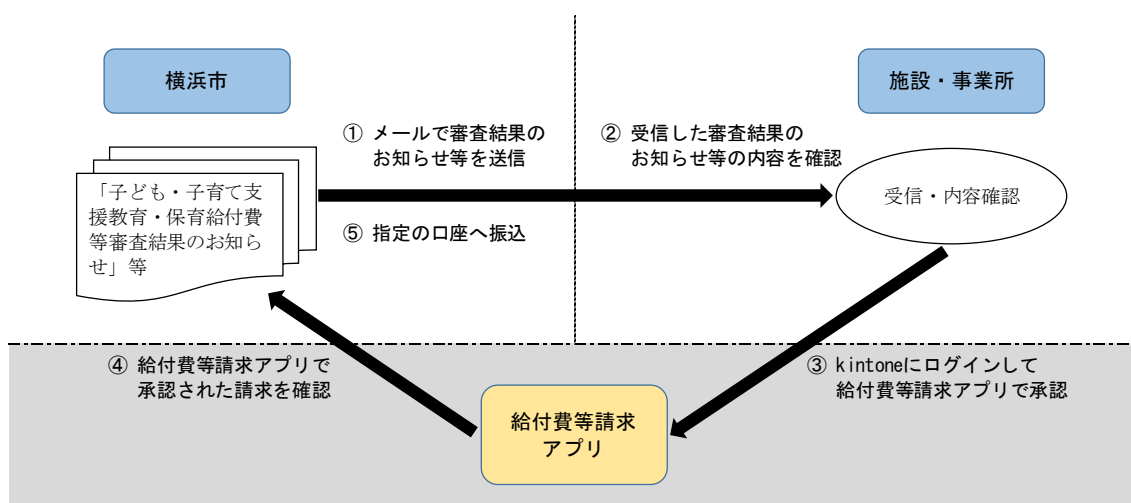 横浜市
施設・事業所
① メールで審査結果の
お知らせ等を送信
② 受信した審査結果の
お知らせ等の内容を確認
「子ども・子育て支
援教育・保育給付費
等審査結果のお知ら
せ」等
受信・内容確認
⑤ 指定の口座へ振込
④ 給付費等請求アプリで
承認された請求を確認
③ kintoneにログインして
給付費等請求アプリで承認
給付費等請求
アプリ